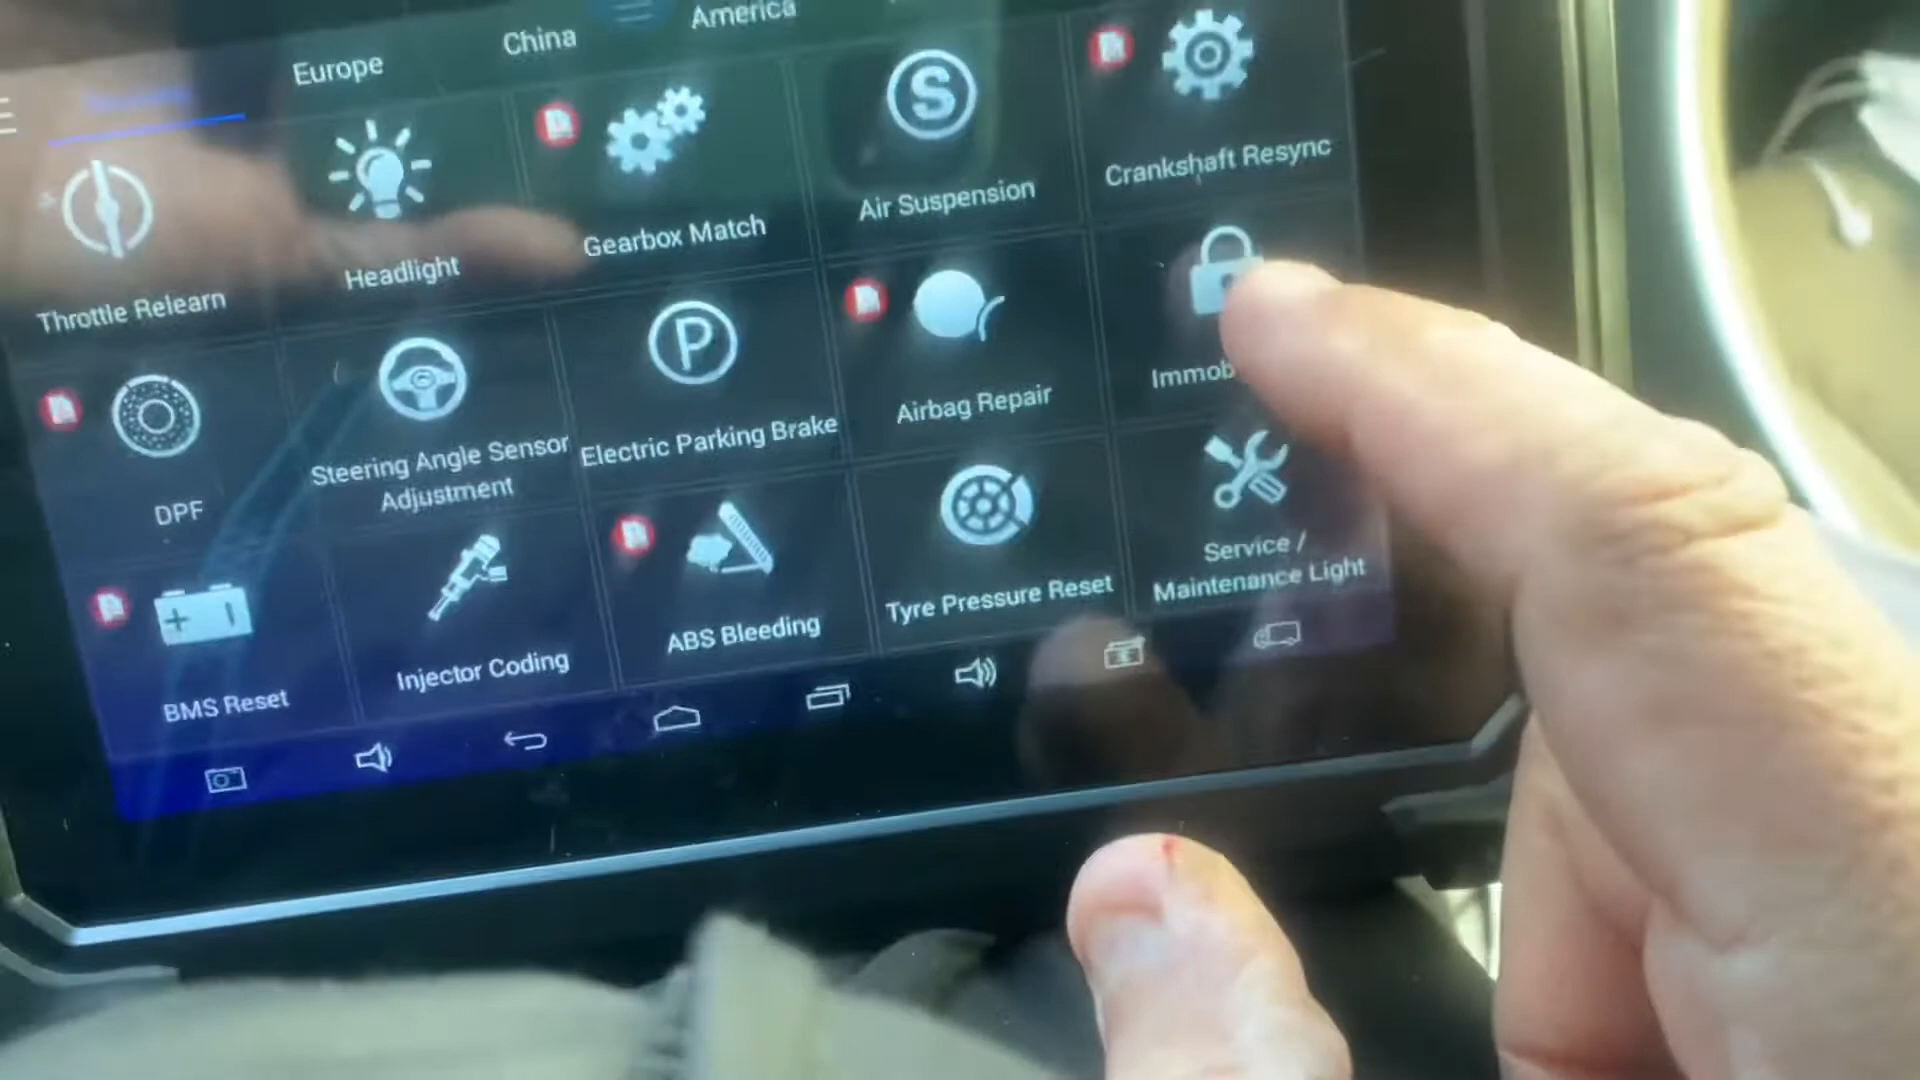 Europe
China
America
Throttle Relearn
Headlight
Gearbox Match
Air Suspension
Crankshaft Resync
DPF
Steering Angle Sensor
Adjustment
Electric Parking Brake
Airbag Repair
Immob
BMS Reset
Injector Coding
ABS Bleeding
Tyre Pressure Reset
Service /
Maintenance Light